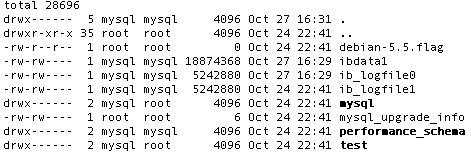 total 28696
drwx------  5 mysql mysql     4096 Oct 27 16:31 .
drwxr-xr-x 35 root  root      4096 Oct 24 22:41 ..
-rw-r--r--  1 root  root         0 Oct 24 22:41 debian-5.5.flag
-rw-rw----  1 mysql mysql 18874368 Oct 27 16:29 ibdata1
-rw-rw----  1 mysql mysql  5242880 Oct 27 16:29 ib_logfile0
-rw-rw----  1 mysql mysql  5242880 Oct 24 22:41 ib_logfile1
drwx------  2 mysql root      4096 Oct 24 22:41 mysql
-rw-rw----  1 root  root         6 Oct 24 22:41 mysql_upgrade_info
drwx------  2 mysql mysql     4096 Oct 24 22:41 performance_schema
drwx------  2 mysql root      4096 Oct 24 22:41 test